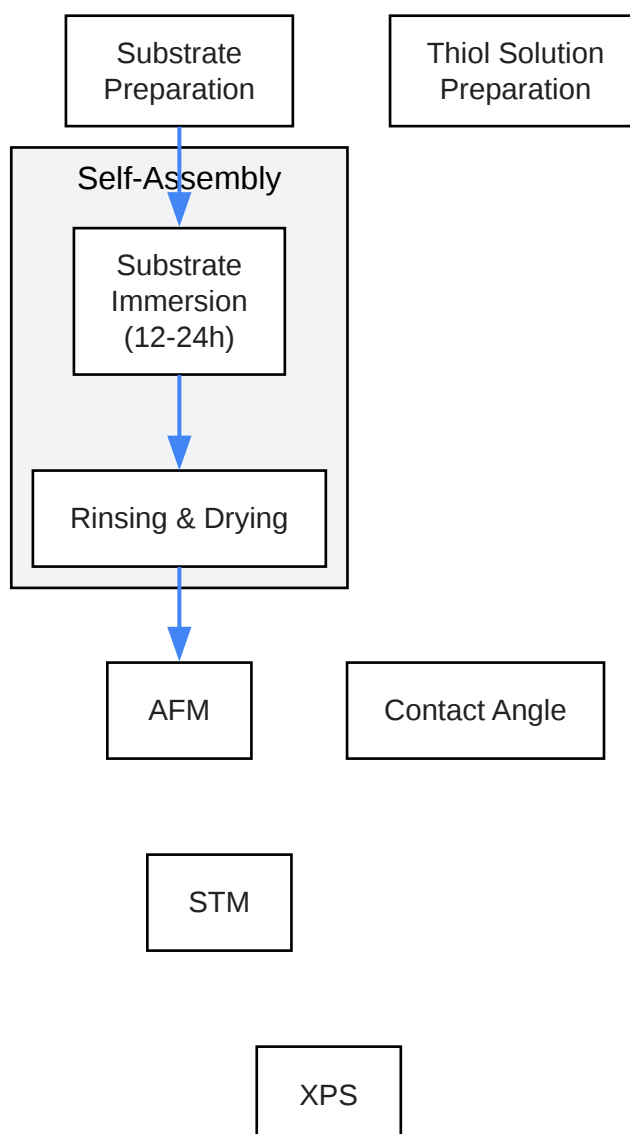 Substrate
Preparation
Thiol Solution
Preparation
Self-Assembly
Substrate
Immersion
(12-24h)
Rinsing & Drying
AFM
Contact Angle
STM
XPS